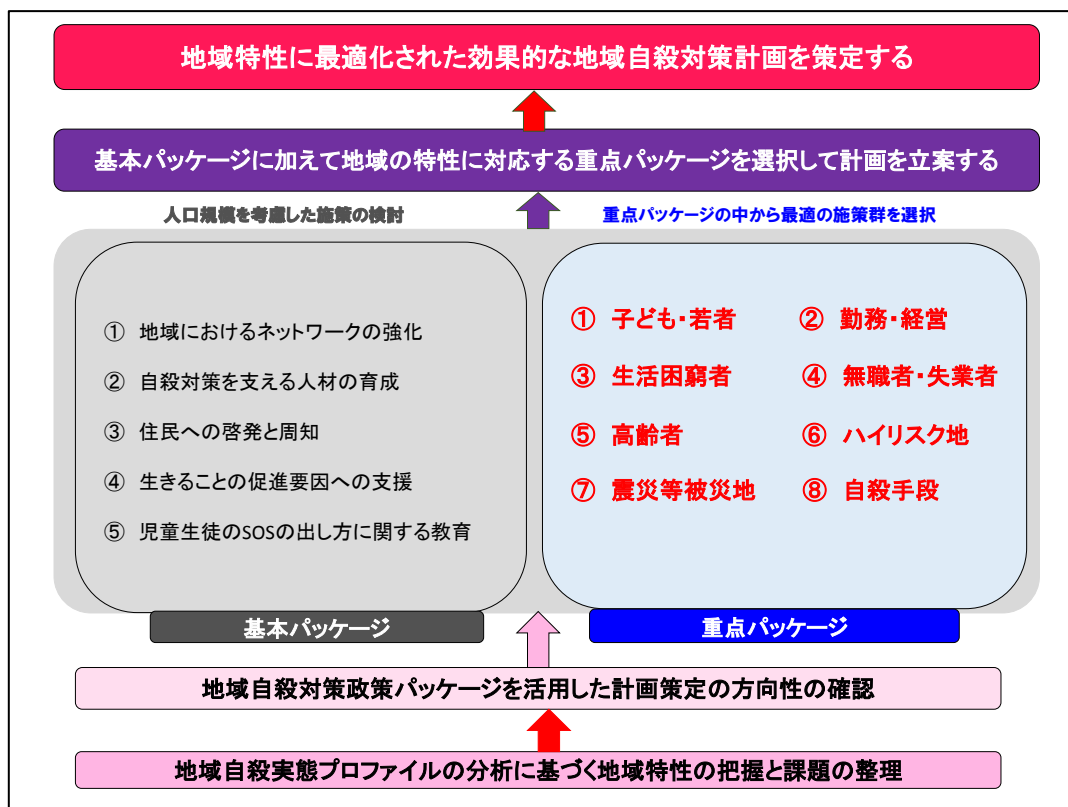 地域特性に最適化された効果的な地域自殺対策計画を策定する
基本パッケージに加えて地域の特性に対応する重点パッケージを選択して計画を立案する
人口規模を考慮した施策の検討
重点パッケージの中から最適の施策群を選択
① 地域におけるネットワークの強化
② 自殺対策を支える人材の育成
③ 住民への啓発と周知
④ 生きることの促進要因への支援
⑤ 児童生徒のSOSの出し方に関する教育
基本パッケージ
① 子ども・若者 ② 勤務・経営
③ 生活困窮者 ④ 無職者・失業者
⑤ 高齢者 ⑥ ハイリスク地
⑦ 震災等被災地 ⑧ 自殺手段
重点パッケージ
地域自殺対策政策パッケージを活用した計画策定の方向性の確認
地域自殺実態プロファイルの分析に基づく地域特性の把握と課題の整理